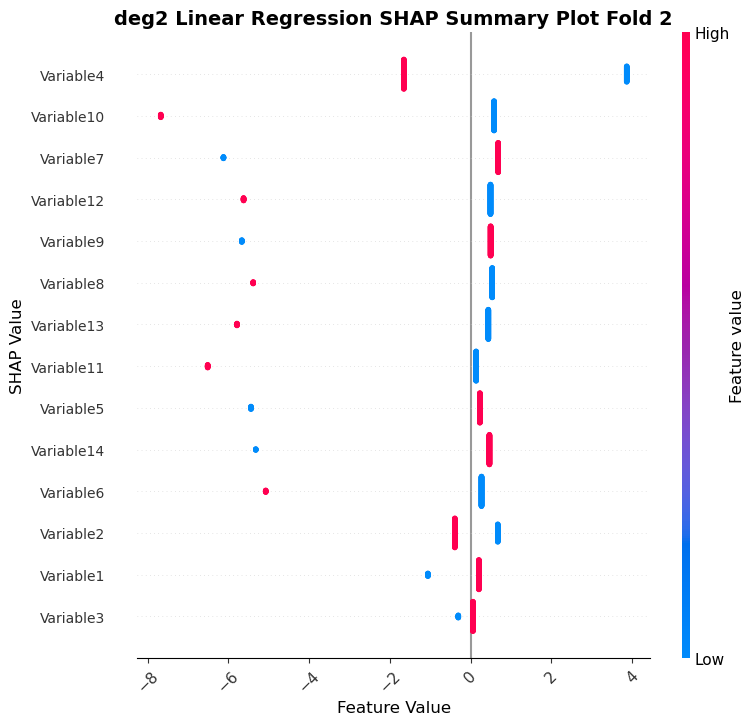 deg2 Linear Regression SHAP Summary Plot Fold 2
High
Variable4
Variable10
Variable7
Variable12
Variable9
Variable8
Variable13
Variable11
Variable5
Variable14
Variable6
Variable2
Variable1
Variable3
SHAP Value
Feature value
Low
−8 −6 −4 −2 0 2 4
Feature Value